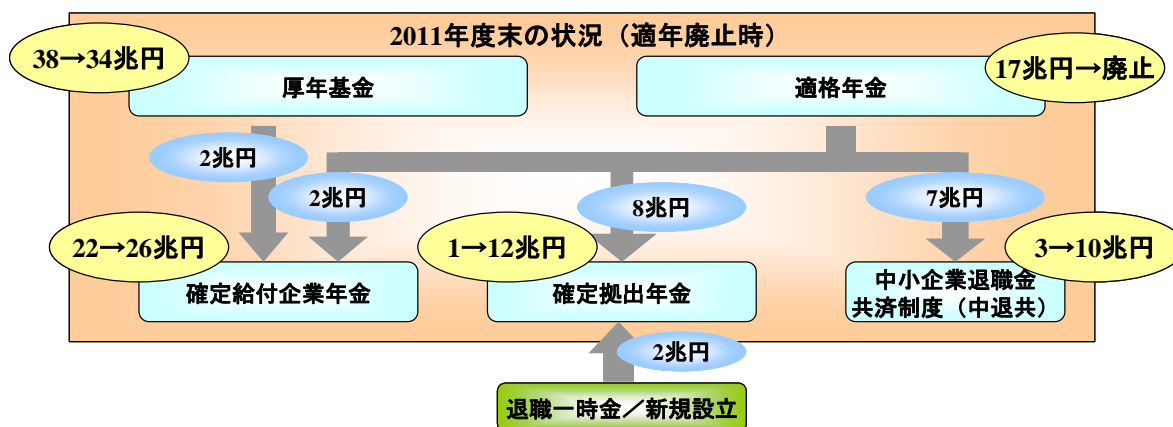 2011年度末の状況（適年廃止時）
38→34兆円
17兆円→廃止
厚年基金
適格年金
2兆円
2兆円
8兆円
7兆円
22→26兆円
1→12兆円
3→10兆円
確定給付企業年金
確定拠出年金
中小企業退職金
共済制度（中退共）
2兆円
退職一時金／新規設立